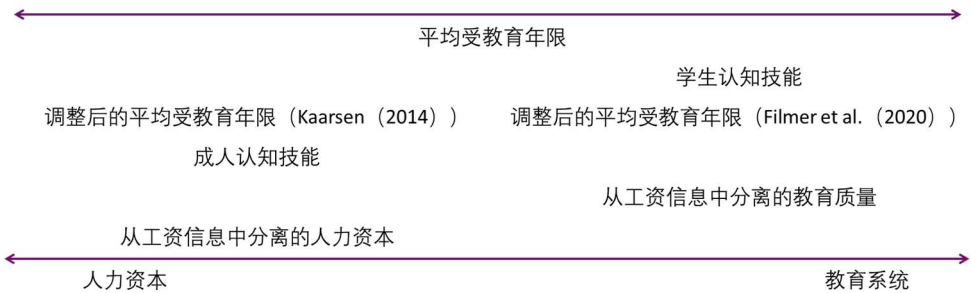 平均受教育年限
学生认知技能
调整后的平均受教育年限（Kaarsen（2014）） 调整后的平均受教育年限（Filmer et al.（2020））
成人认知技能
从工资信息中分离的教育质量
从工资信息中分离的人力资本
人力资本 教育系统